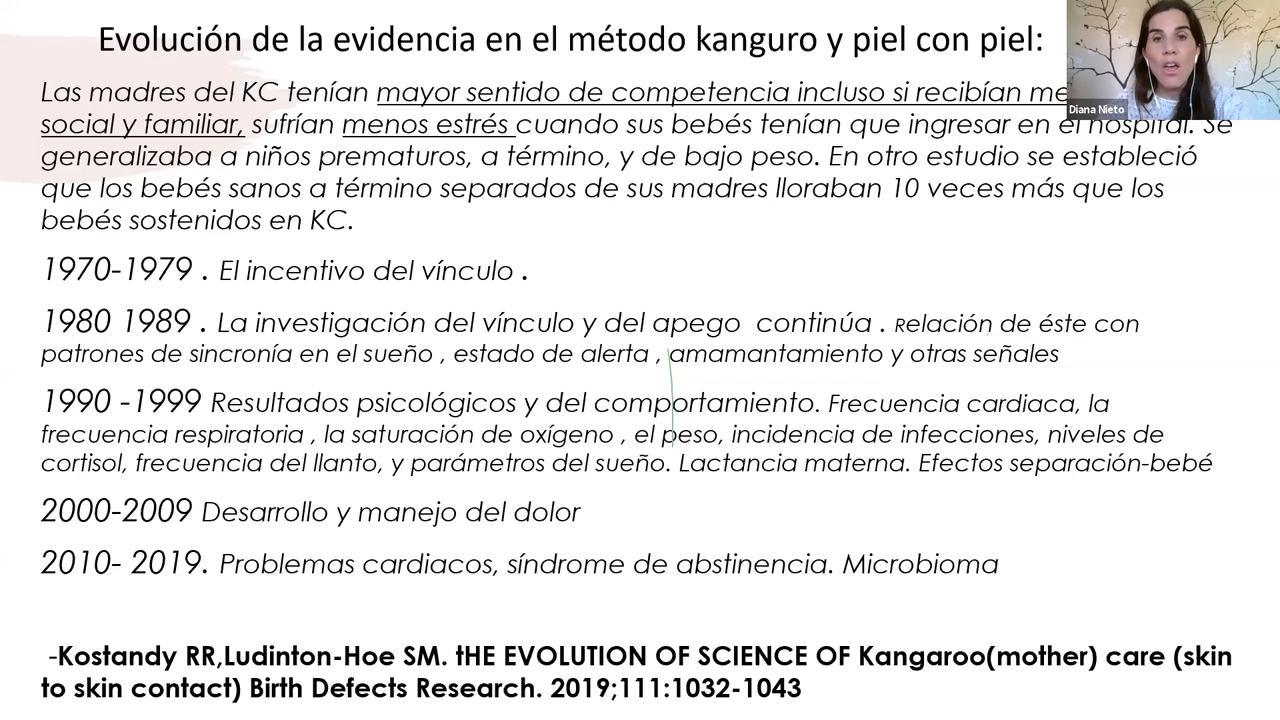 Evolución de la evidencia en el método kanguro y piel con piel:
Diana Nieto
Las madres del KC tenían mayor sentido de competencia incluso si recibían
social y familiar, sufrían menos estrés cuando sus bebés tenían que ingresar en el hospital. Se
generalizaba a niños prematuros, a término, y de bajo peso. En otro estudio se estableció
que los bebés sanos a término separados de sus madres lloraban 10 veces más que los
bebés sostenidos en KC.
1970-1979 . El incentivo del vínculo .
1980 1989 . La investigación del vínculo y del apego continúa . Relación de éste con
patrones de sincronía en el sueño , estado de alerta , amamantamiento y otras señales
1990 -1999 Resultados psicológicos y del comportamiento. Frecuencia cardiaca, la
frecuencia respiratoria , la saturación de oxígeno , el peso, incidencia de infecciones, niveles de
cortisol, frecuencia del llanto, y parámetros del sueño. Lactancia materna. Efectos separación-bebé
2000-2009 Desarrollo y manejo del dolor
2010- 2019. Problemas cardiacos, síndrome de abstinencia. Microbioma
-Kostandy RR,Ludinton-Hoe SM. tHE EVOLUTION OF SCIENCE OF Kangaroo(mother) care (skin
to skin contact) Birth Defects Research. 2019;111:1032-1043